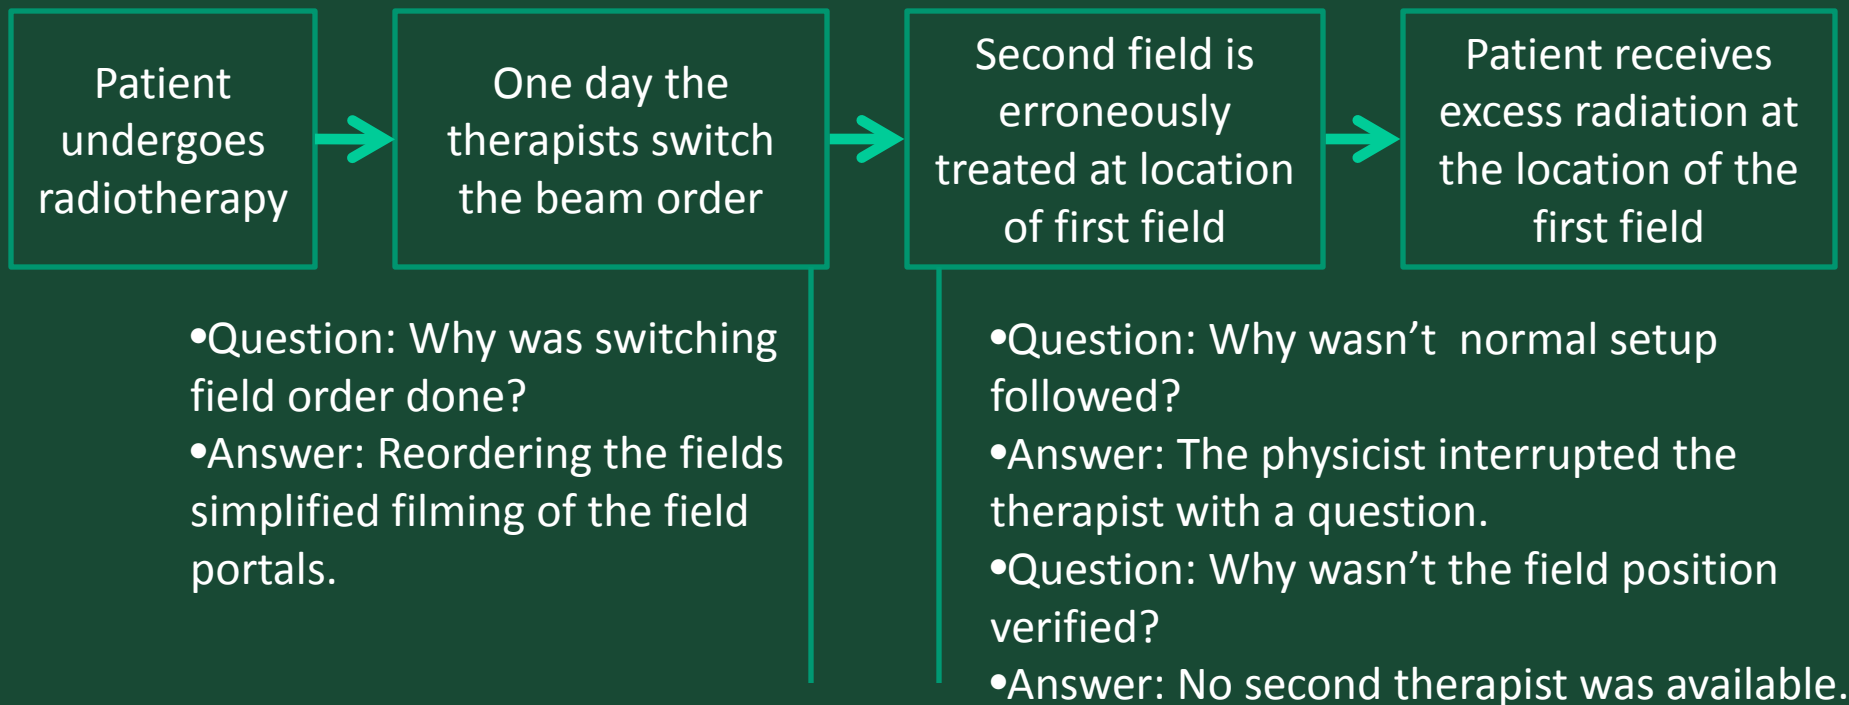 Patient
undergoes
radiotherapy
One day the
therapists switch
the beam order
Second field is
erroneously
treated at location
of first field
Patient receives
excess radiation at
the location of the
first field
•Question: Why was switching
field order done?
•Answer: Reordering the fields
simplified filming of the field
portals.
•Question: Why wasn’t  normal setup
followed?
•Answer: The physicist interrupted the
therapist with a question.
•Question: Why wasn’t the field position
verified?
•Answer: No second therapist was available.